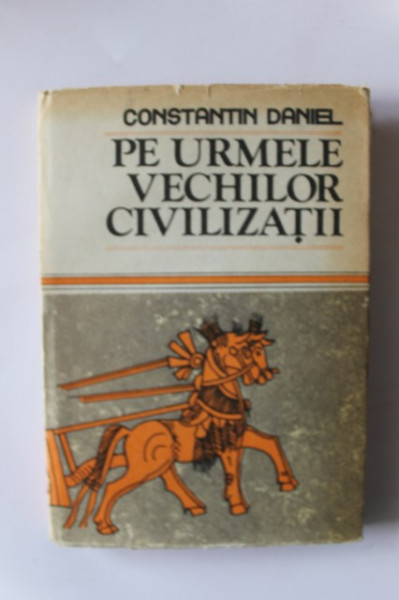 CONSTANTIN DANIEL
PE URMELE
VECHILOR
CIVILIZAȚII